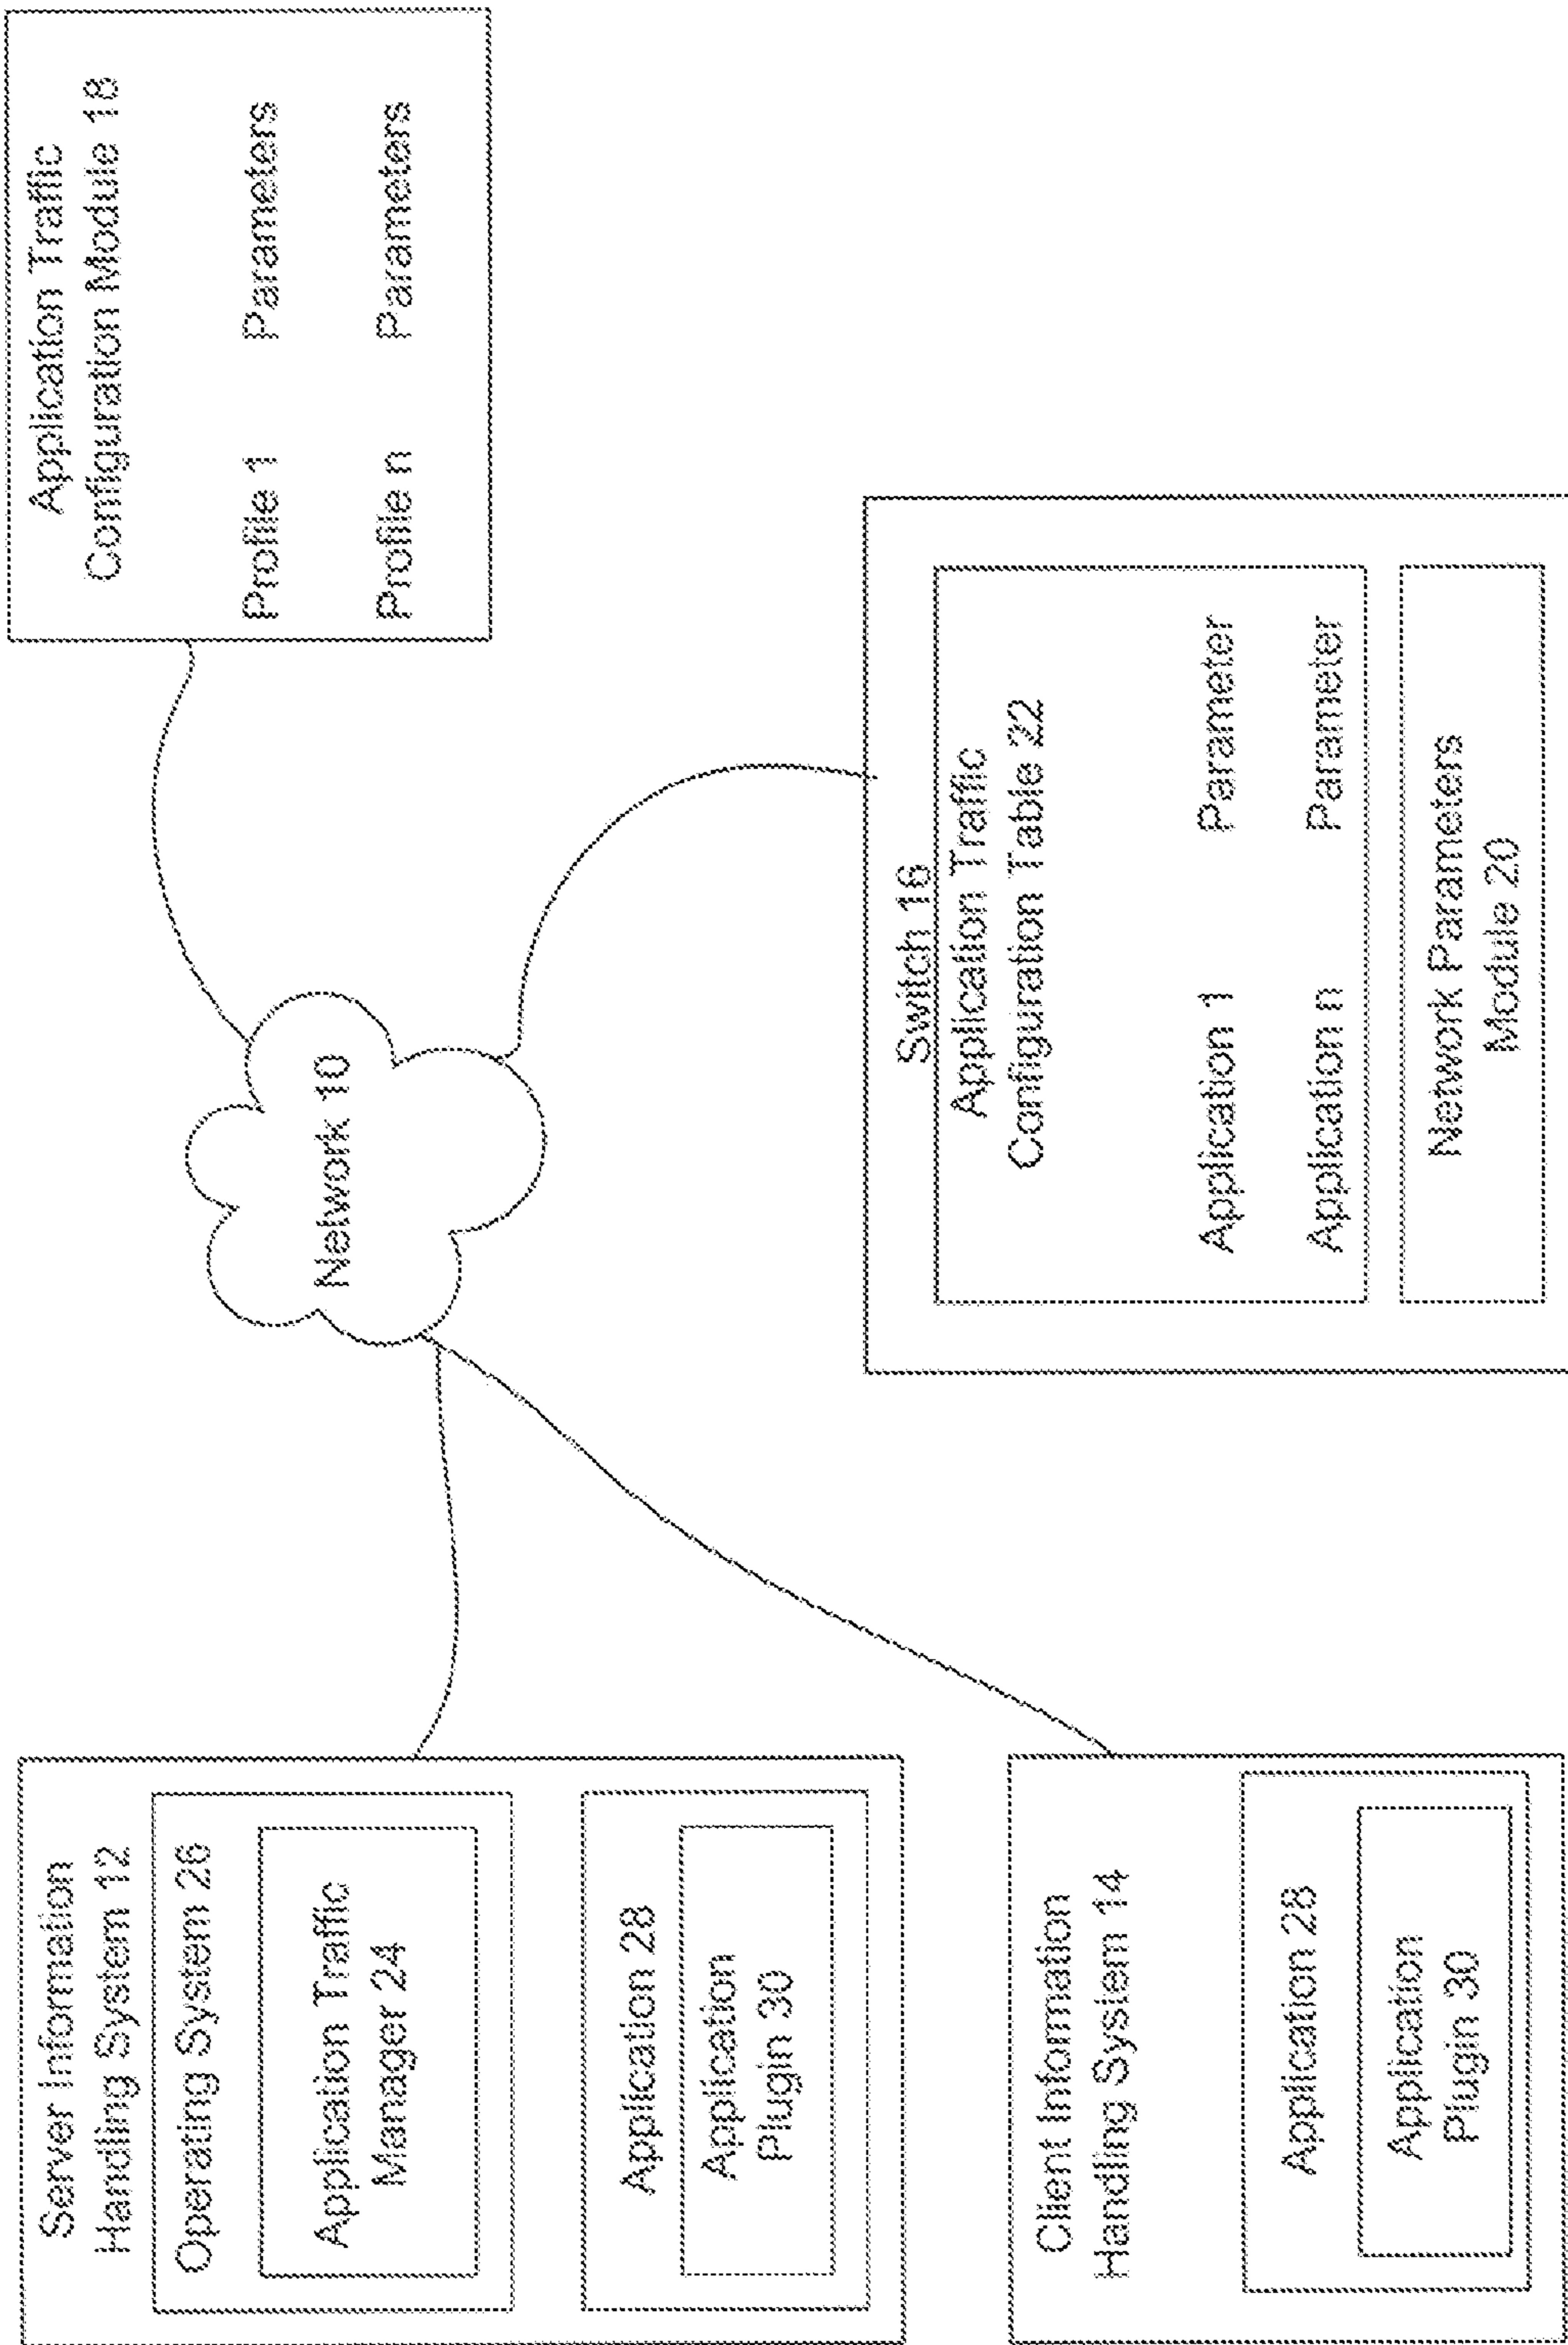 Server Information
Handling System 12
Operating System 26
Application Traffic
Manager 24
Application 28
Application
Plugin 30
Client Information
Handling System 14
Application 28
Application
Plugin 30
Network 10
Application Traffic
Configuration Module 18
Profile 1 Parameters
Profile n Parameters
Switch 16
Application Traffic
Configuration Table 22
Application 1 Parameter
Application n Parameter
Network Parameters
Module 20